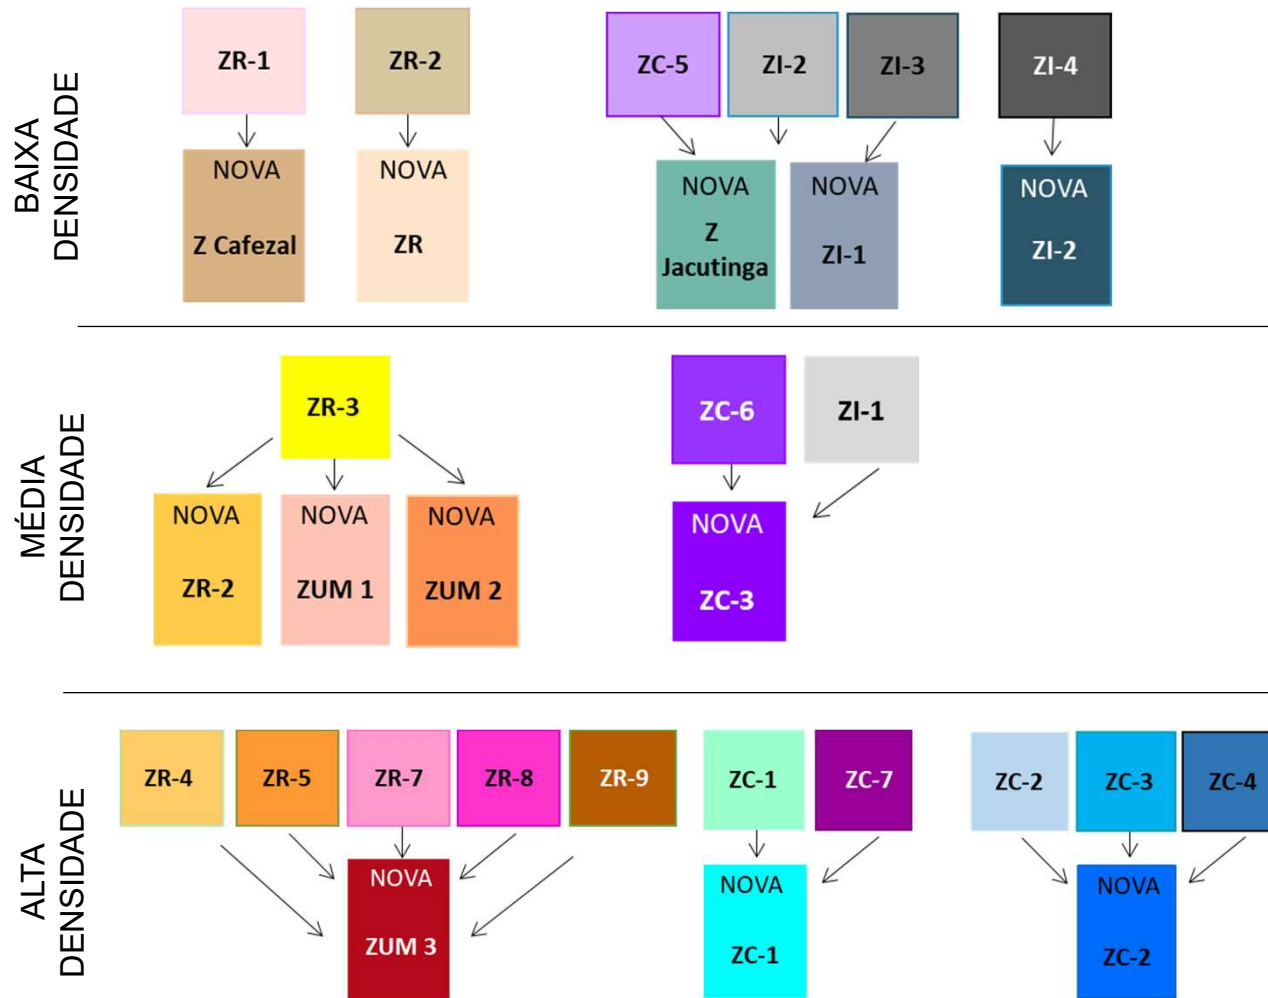 BAIXA
DENSIDADE
ZR-1
ZR-2
ZC-5
ZI-2
ZI-3
ZI-4
NOVA
Z Cafezal
NOVA
ZR
NOVA
Z
Jacutinga
NOVA
ZI-1
NOVA
ZI-2
MÉDIA
DENSIDADE
ZR-3
ZC-6
ZI-1
NOVA
ZR-2
NOVA
ZUM 1
NOVA
ZUM 2
NOVA
ZC-3
ALTA
DENSIDADE
ZR-4
ZR-5
ZR-7
ZR-8
ZR-9
ZC-1
ZC-7
ZC-2
ZC-3
ZC-4
NOVA
ZUM 3
NOVA
ZC-1
NOVA
ZC-2